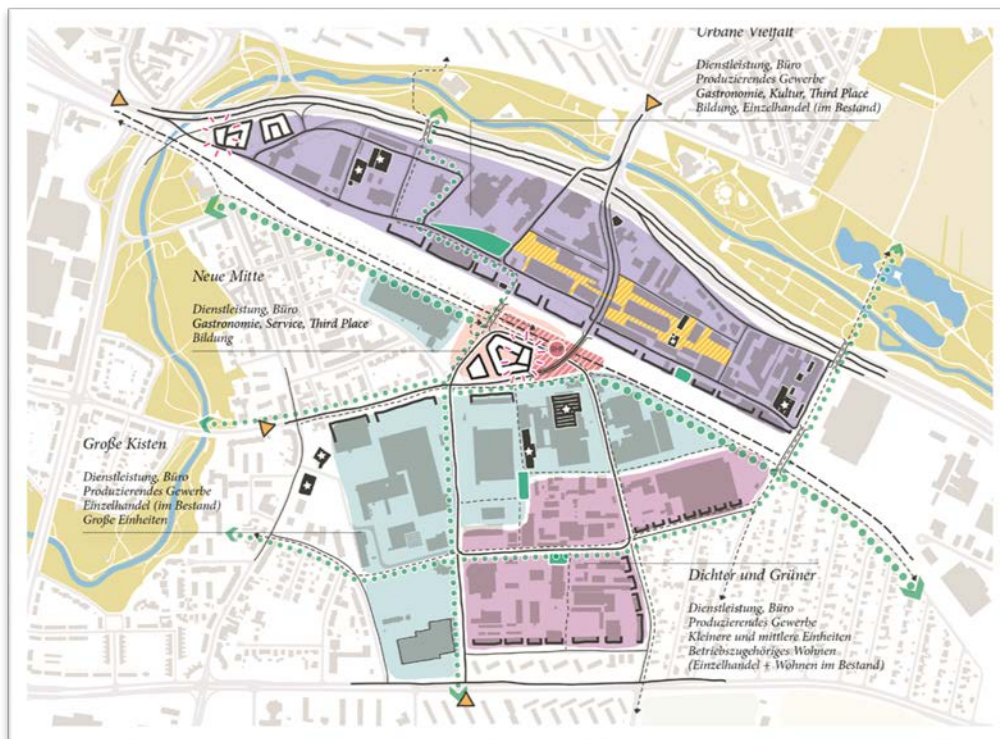 Urbane Vielfalt
Dienstleistung, Büro
Produzierendes Gewerbe
Gastronomie, Kultur, Third Place
Bildung, Einzelhandel (im Bestand)
Neue Mitte
Dienstleistung, Büro
Gastronomie, Service, Third Place
Bildung
Große Kisten
Dienstleistung, Büro
Produzierendes Gewerbe
Einzelhandel (im Bestand)
Große Einheiten
Dichter und Grüner
Dienstleistung, Büro
Produzierendes Gewerbe
Kleinere und mittlere Einheiten
Betriebszugehöriges Wohnen
(Einzelhandel + Wohnen im Bestand)